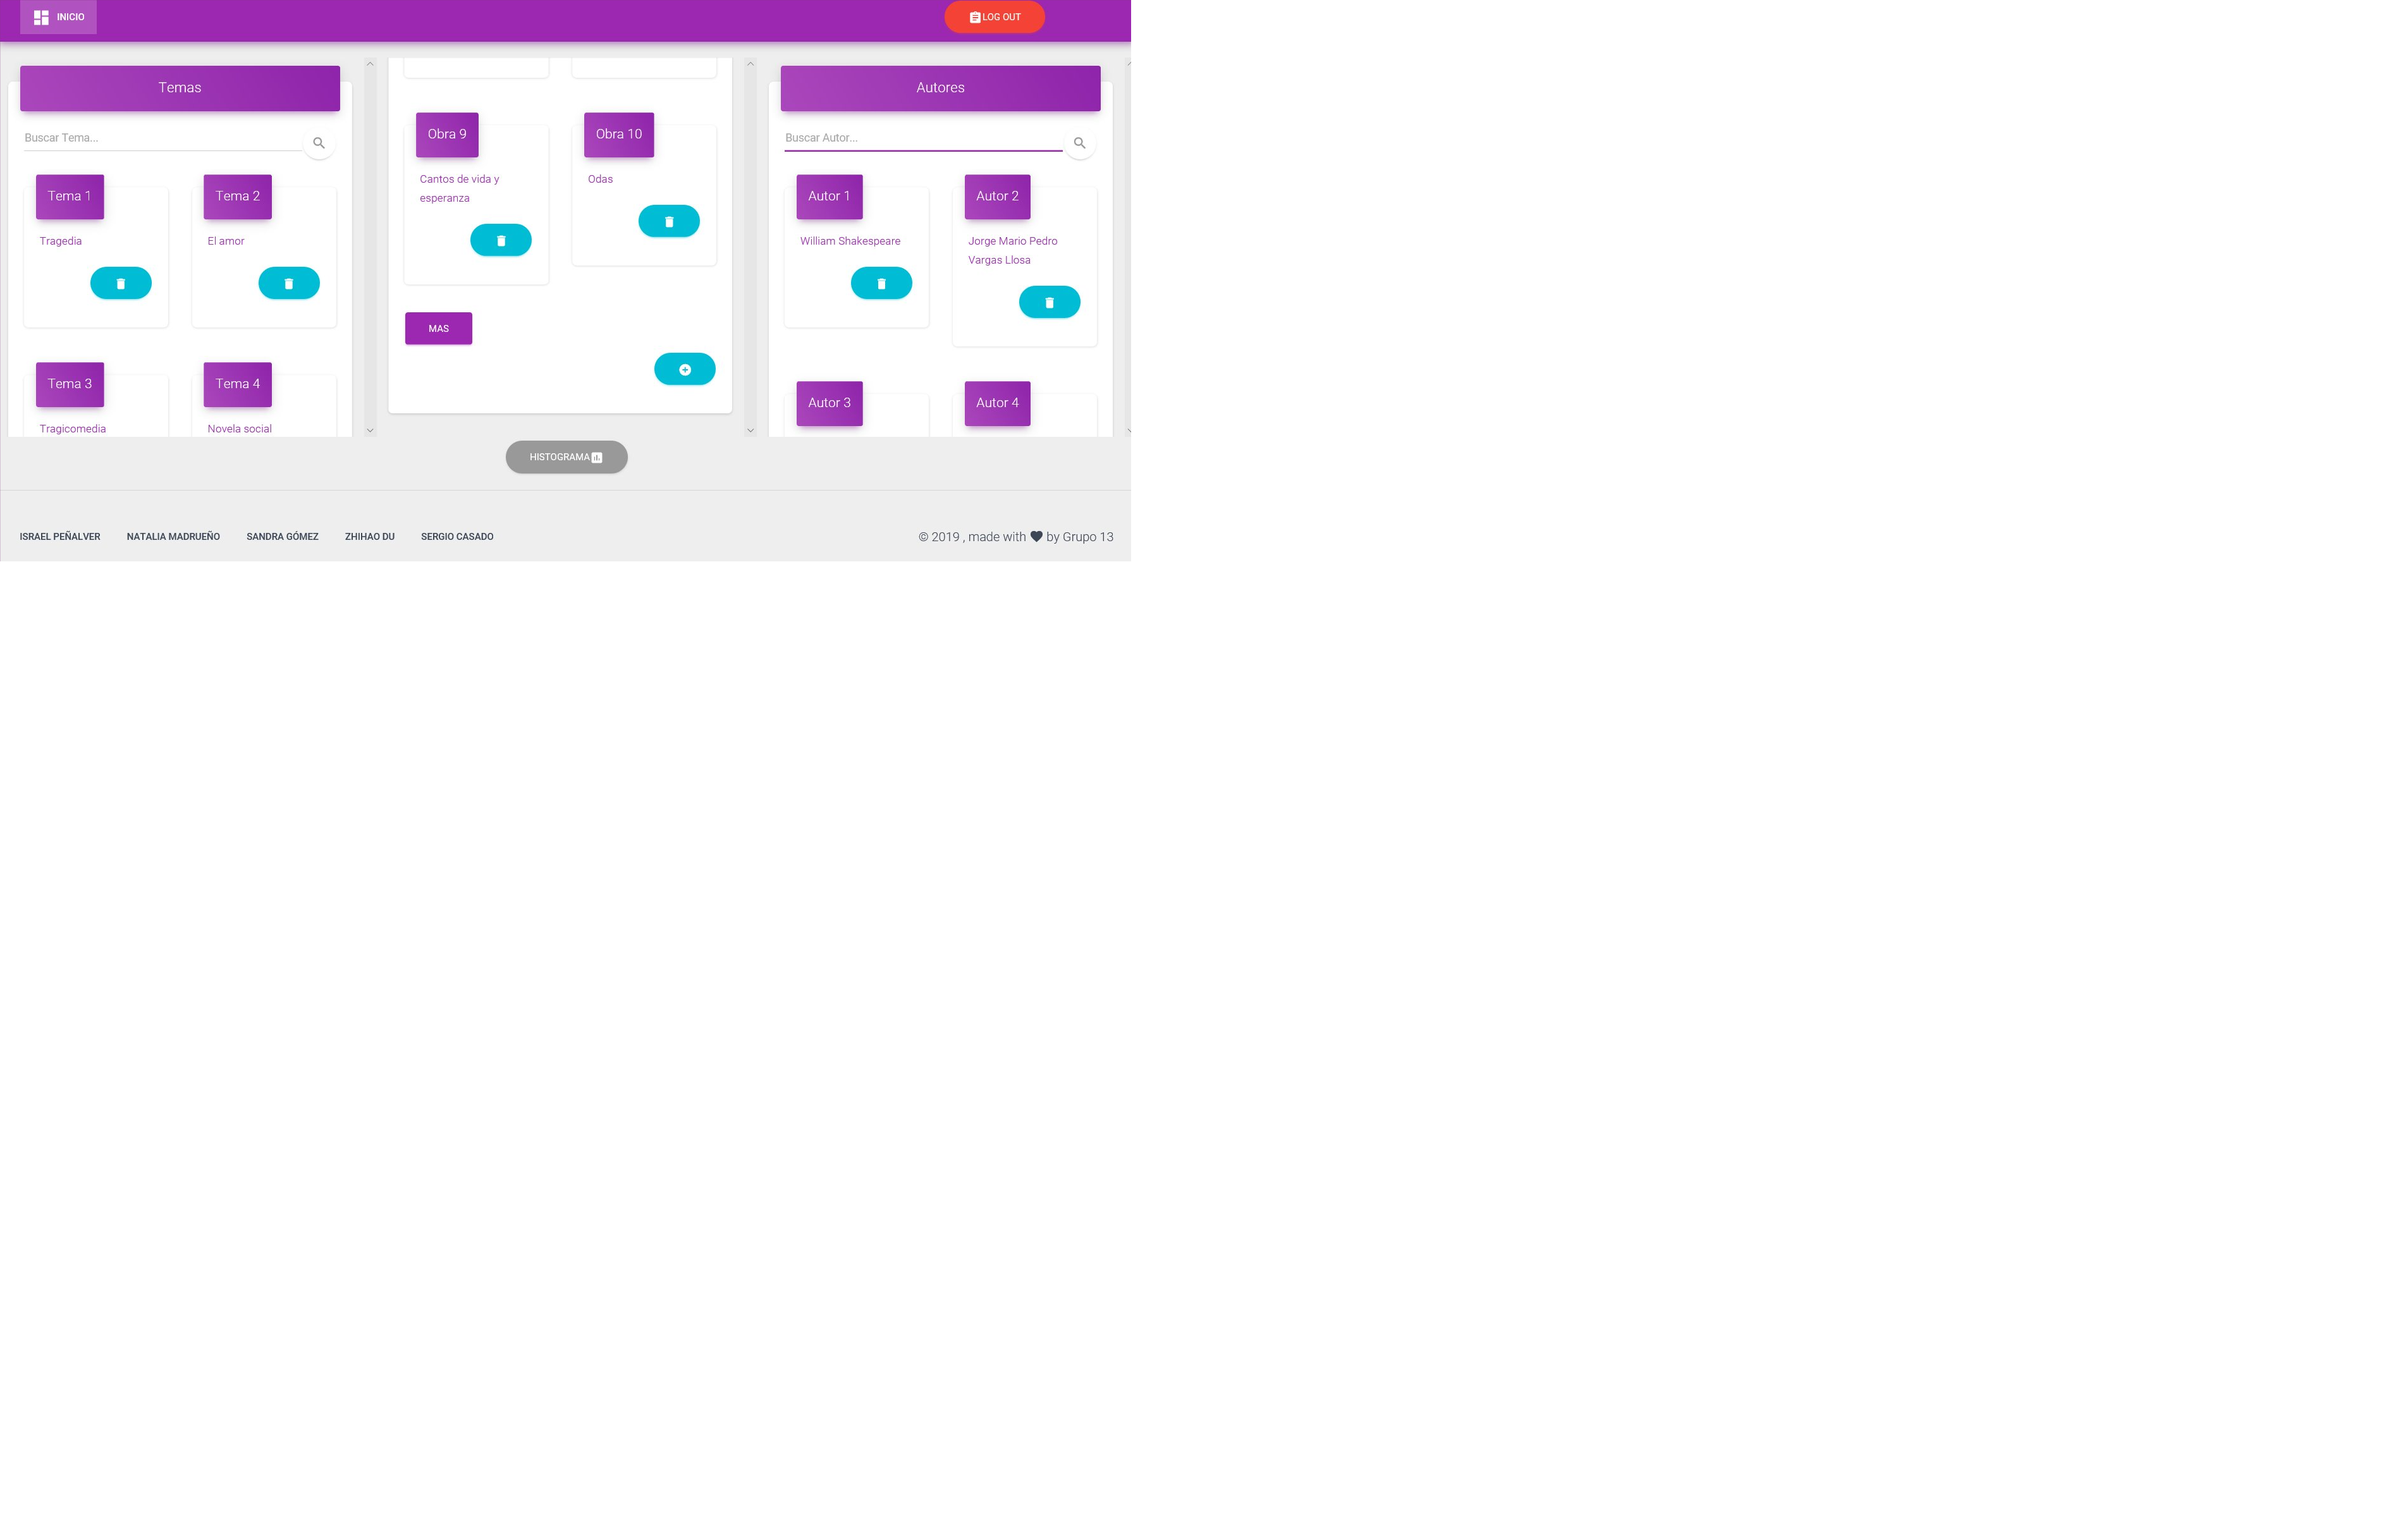 INICIO
LOG OUT
Temas
Buscar Tema...
Tema 1
Tragedia
Tema 2
El amor
Tema 3
Tragicomedia
Tema 4
Novela social
Obra 9
Cantos de vida y
esperanza
Obra 10
Odas
MAS
Autores
Buscar Autor...
Autor 1
William Shakespeare
Autor 2
Jorge Mario Pedro
Vargas Llosa
Autor 3
Autor 4
HISTOGRAMA
ISRAEL PEÑALVER NATALIA MADRUEÑO SANDRA GÓMEZ ZHIHAO DU SERGIO CASADO
© 2019 , made with ♥ by Grupo 13